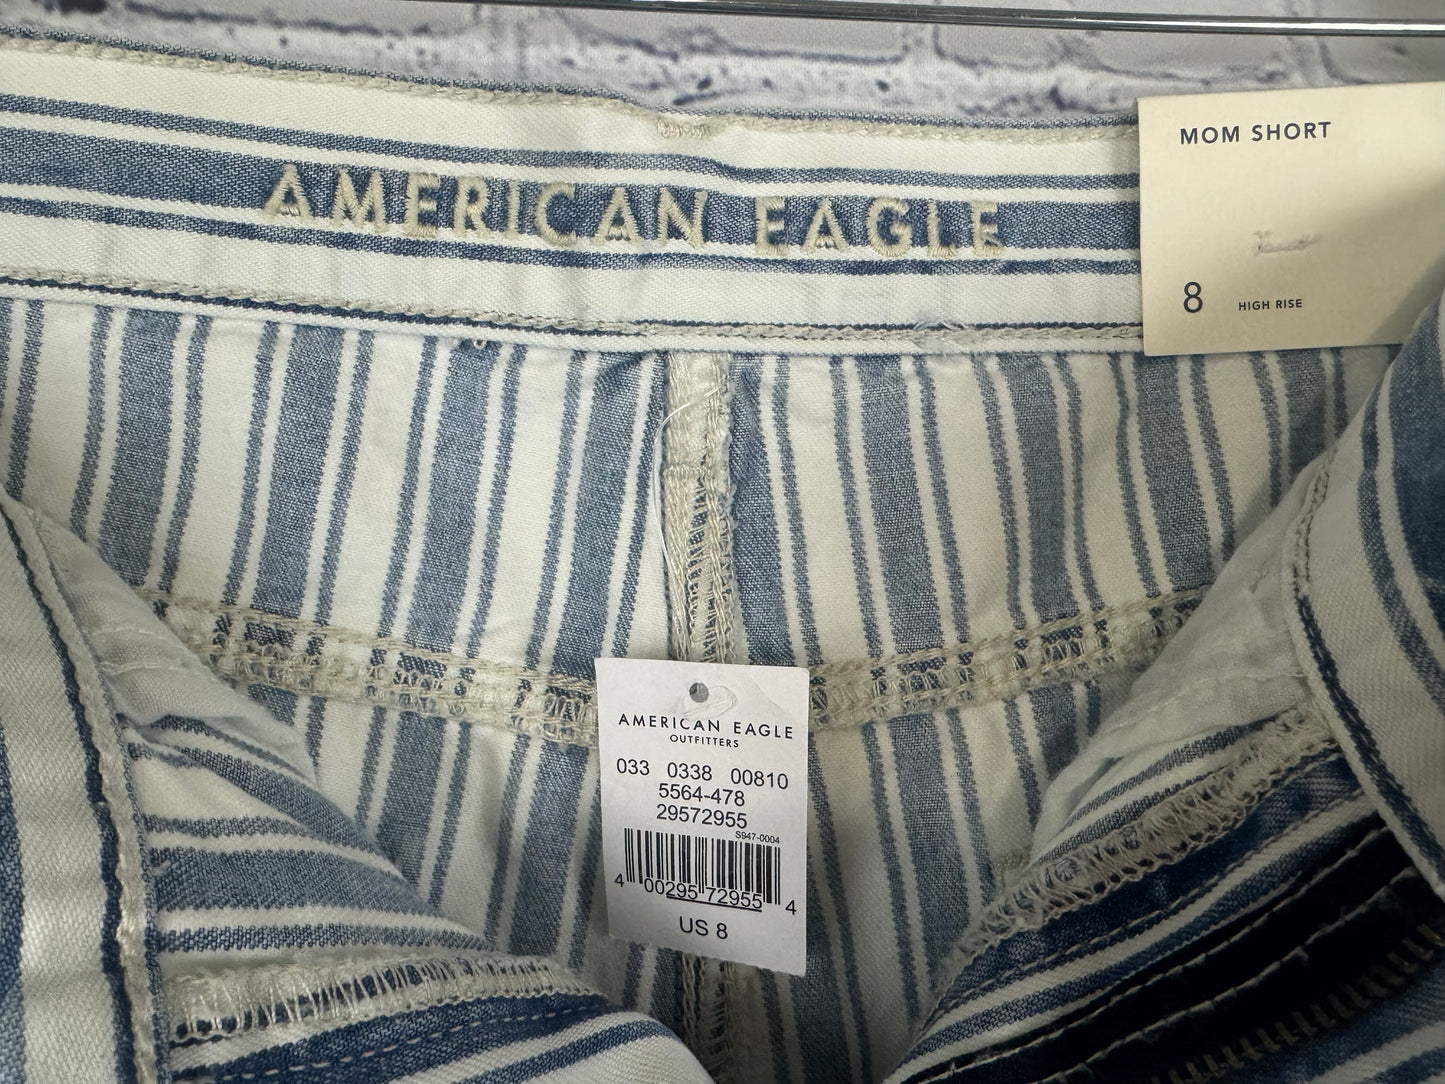 AMERICAN EAGLE
MOM SHORT
8 HIGH RISE
AMERICAN EAGLE
OUTFITTERS
033 0338 00810
5564-478
29572955
S947-0004
4 00295 72955 4
US 8